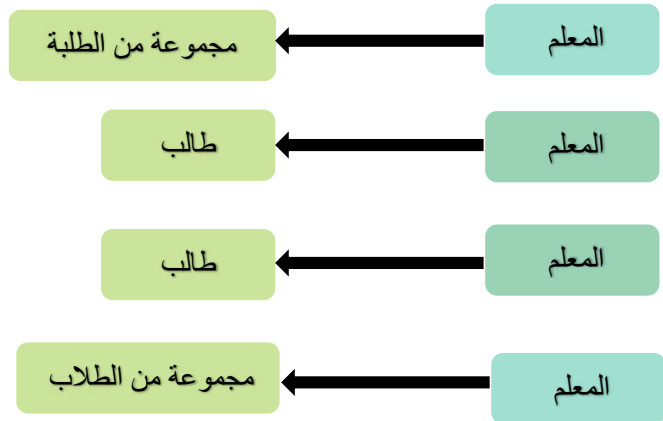 المعلم
مجموعة من الطلبة
المعلم
طالب
المعلم
طالب
المعلم
مجموعة من الطلاب